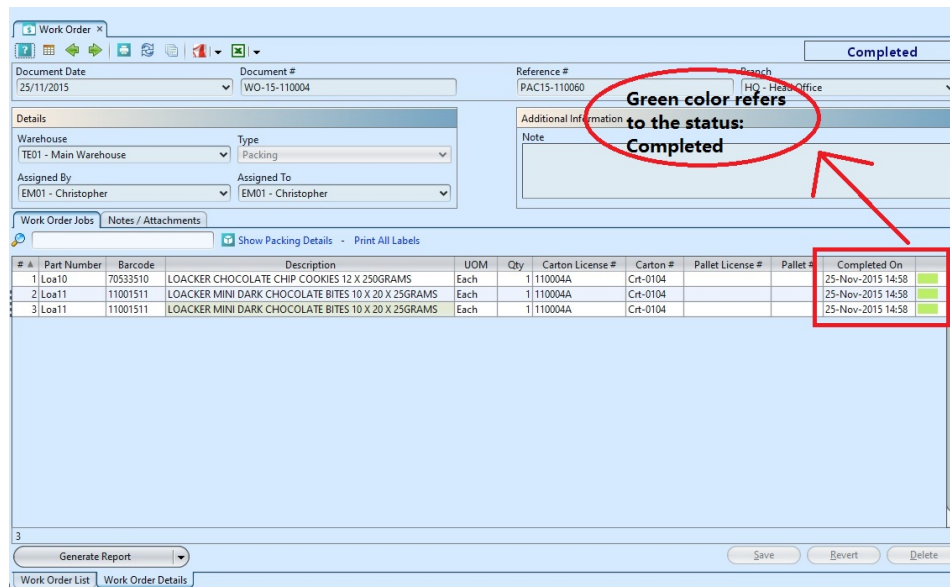 Work Order ×
Completed
Document Date Document # Reference # Branch
25/11/2015 WO-15-110004 PAC15-110060 HQ - Head Office
Green color refers
to the status:
Completed
Details Additional Information
Warehouse Type Note
TE01 - Main Warehouse Packing
Assigned By Assigned To
EM01 - Christopher EM01 - Christopher
Work Order Jobs Notes / Attachments
Show Packing Details - Print All Labels
# Part Number Barcode Description UOM Qty Carton License # Carton # Pallet License # Pallet # Completed On
1 Loa10 70533510 LOACKER CHOCOLATE CHIP COOKIES 12 X 250GRAMS Each 1 110004A Crt-0104 25-Nov-2015 14:58
2 Loa11 11001511 LOACKER MINI DARK CHOCOLATE BITES 10 X 20 X 25GRAMS Each 1 110004A Crt-0104 25-Nov-2015 14:58
3 Loa11 11001511 LOACKER MINI DARK CHOCOLATE BITES 10 X 20 X 25GRAMS Each 1 110004A Crt-0104 25-Nov-2015 14:58
3
Generate Report Save Revert Delete
Work Order List Work Order Details